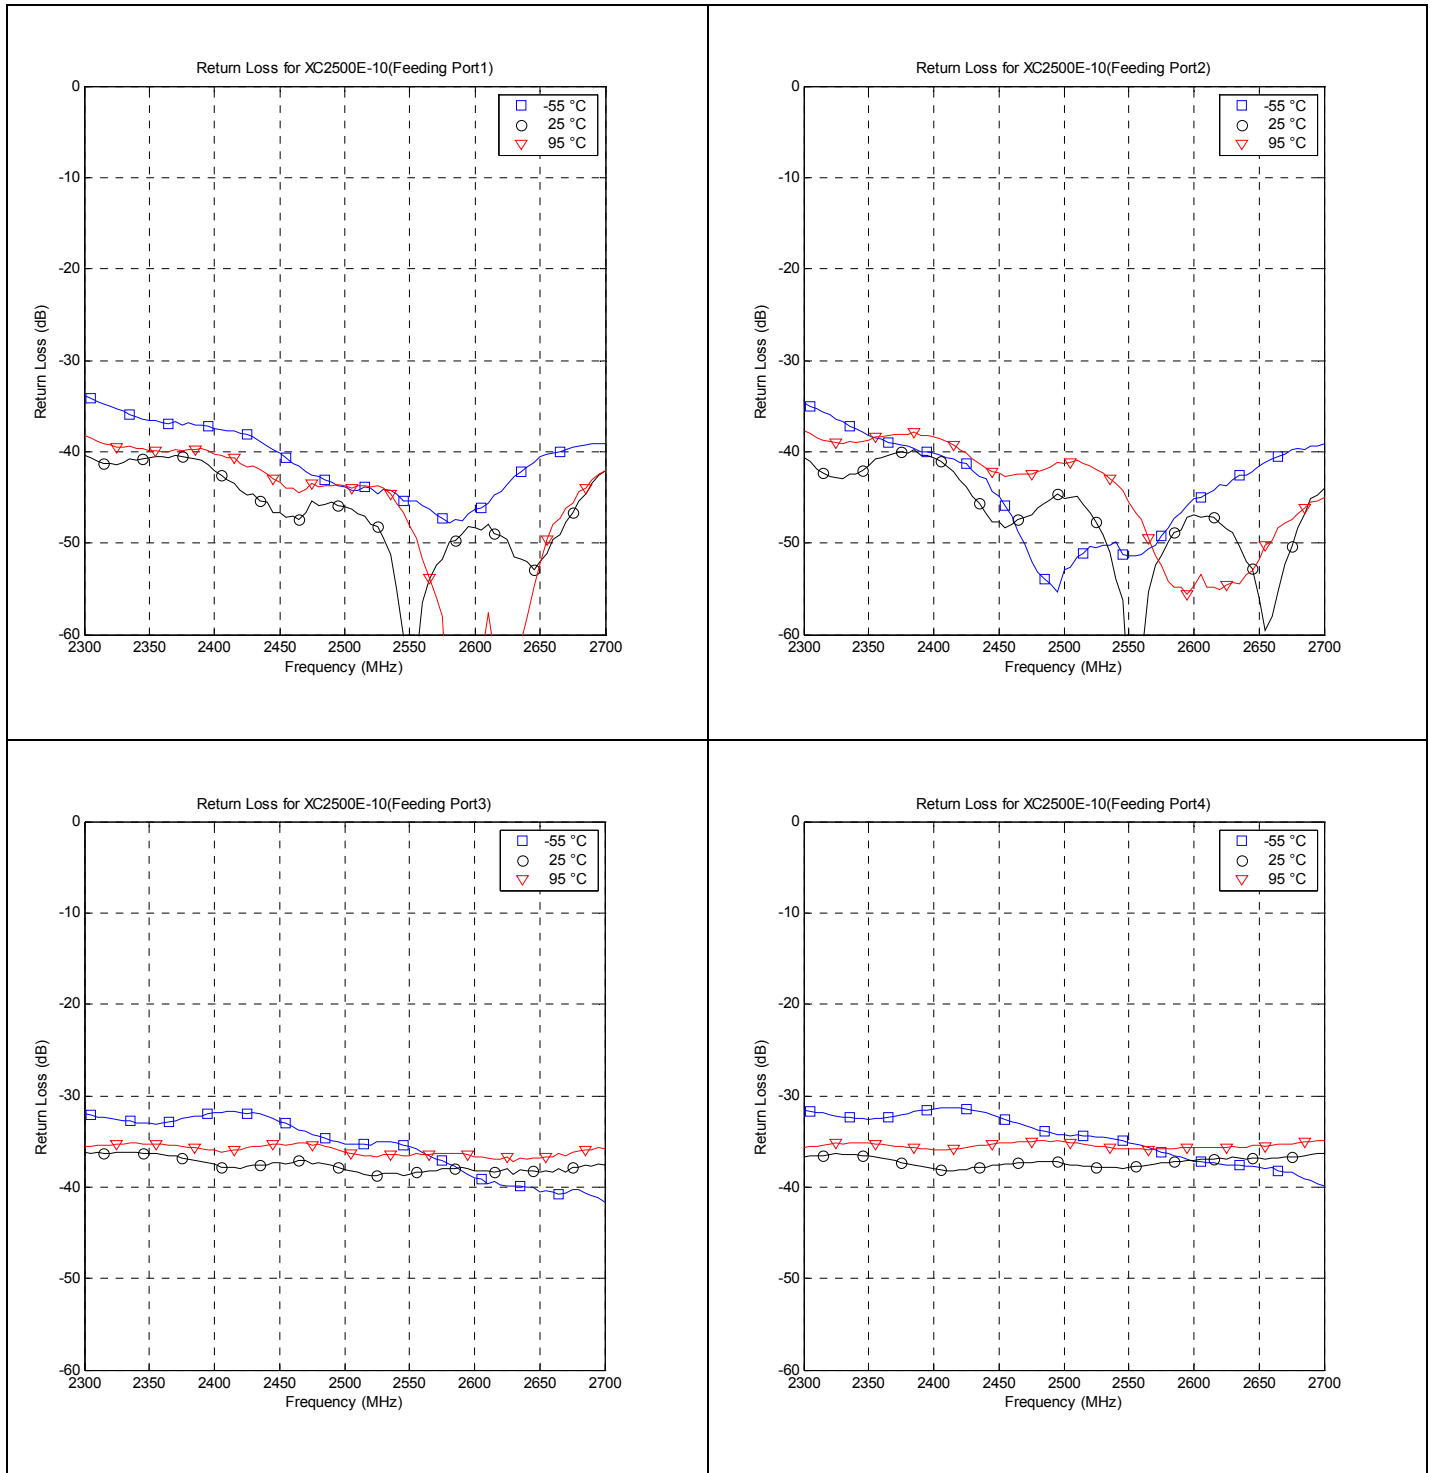 Return Loss for XC2500E-10(Feeding Port1)
0
-10
-20
-30
-40
-50
-60
Return Loss (dB)
-55 °C
25 °C
95 °C
2300 2350 2400 2450 2500 2550 2600 2650 2700
Frequency (MHz)
Return Loss for XC2500E-10(Feeding Port2)
0
-10
-20
-30
-40
-50
-60
Return Loss (dB)
-55 °C
25 °C
95 °C
2300 2350 2400 2450 2500 2550 2600 2650 2700
Frequency (MHz)
Return Loss for XC2500E-10(Feeding Port3)
0
-10
-20
-30
-40
-50
-60
Return Loss (dB)
-55 °C
25 °C
95 °C
2300 2350 2400 2450 2500 2550 2600 2650 2700
Frequency (MHz)
Return Loss for XC2500E-10(Feeding Port4)
0
-10
-20
-30
-40
-50
-60
Return Loss (dB)
-55 °C
25 °C
95 °C
2300 2350 2400 2450 2500 2550 2600 2650 2700
Frequency (MHz)